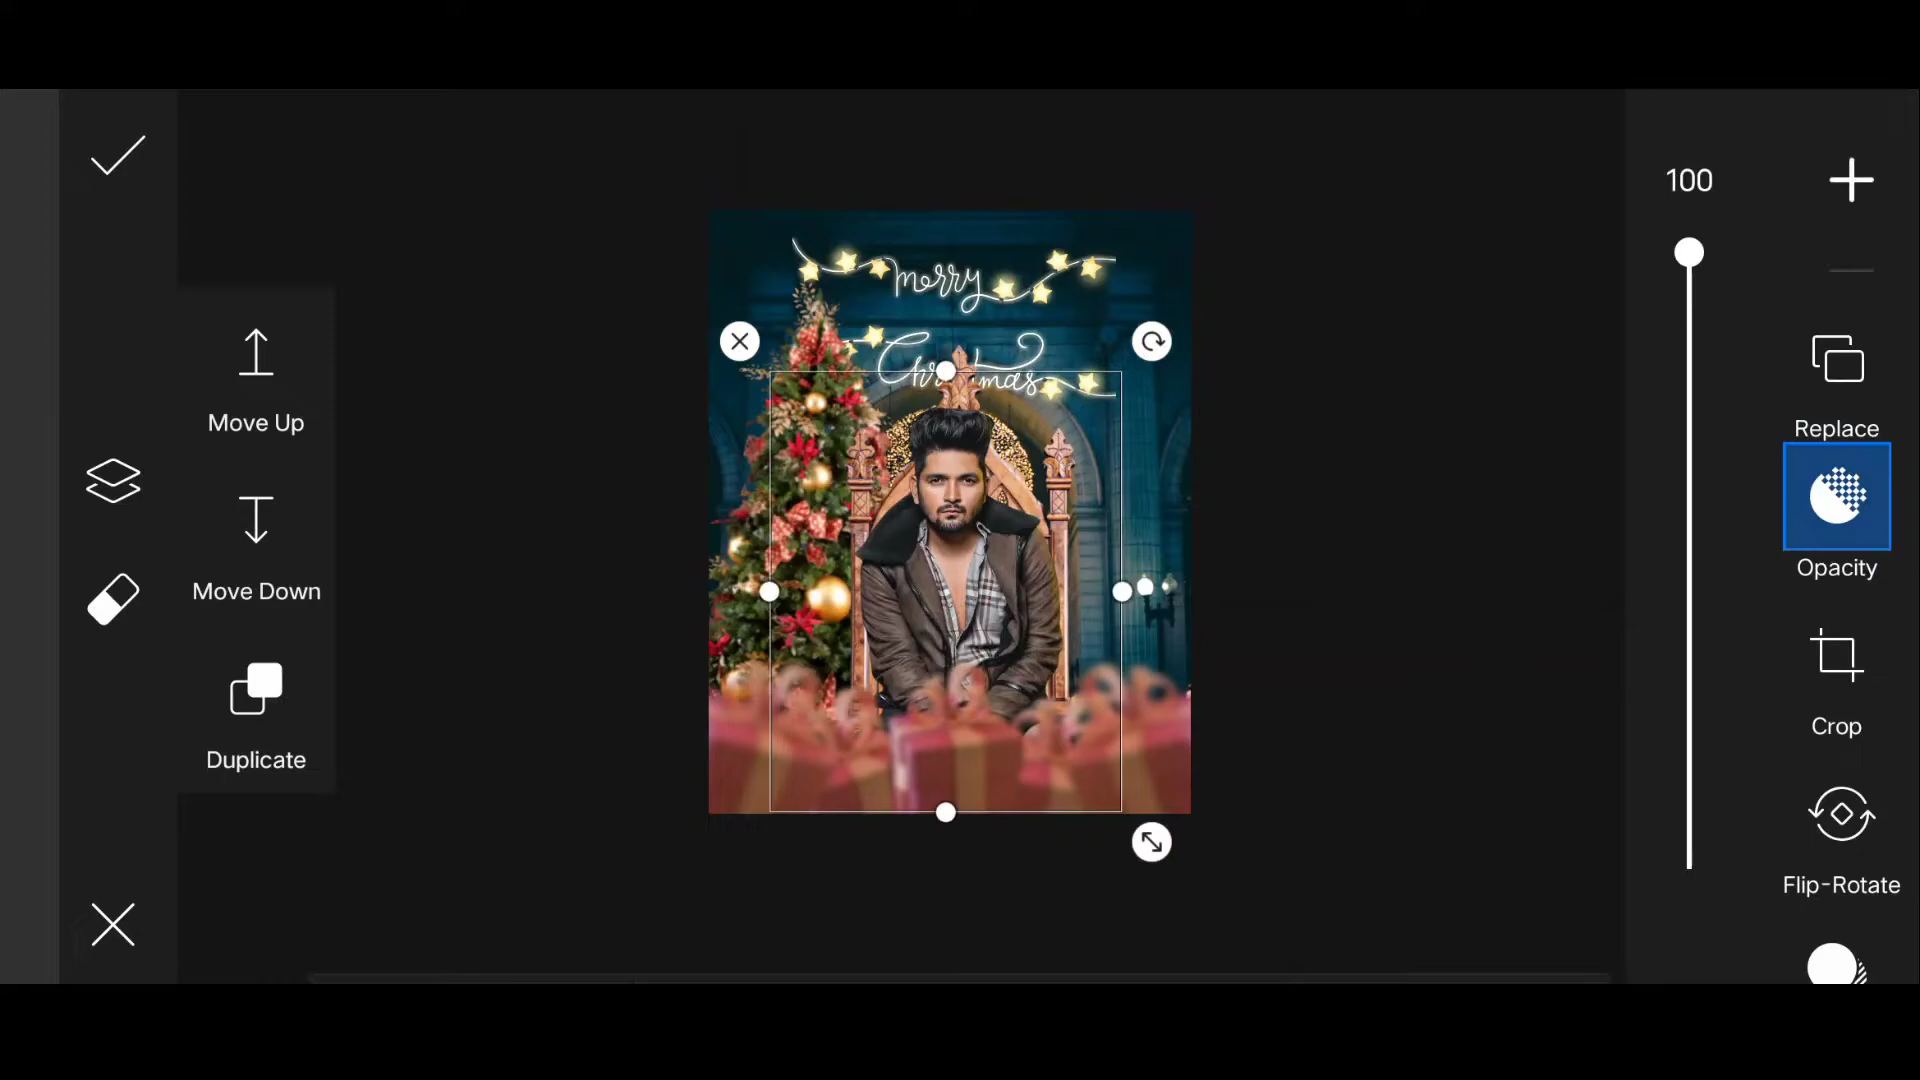 100
merry
Christmas
Move Up
Move Down
Duplicate
Replace
Opacity
Crop
Flip-Rotate